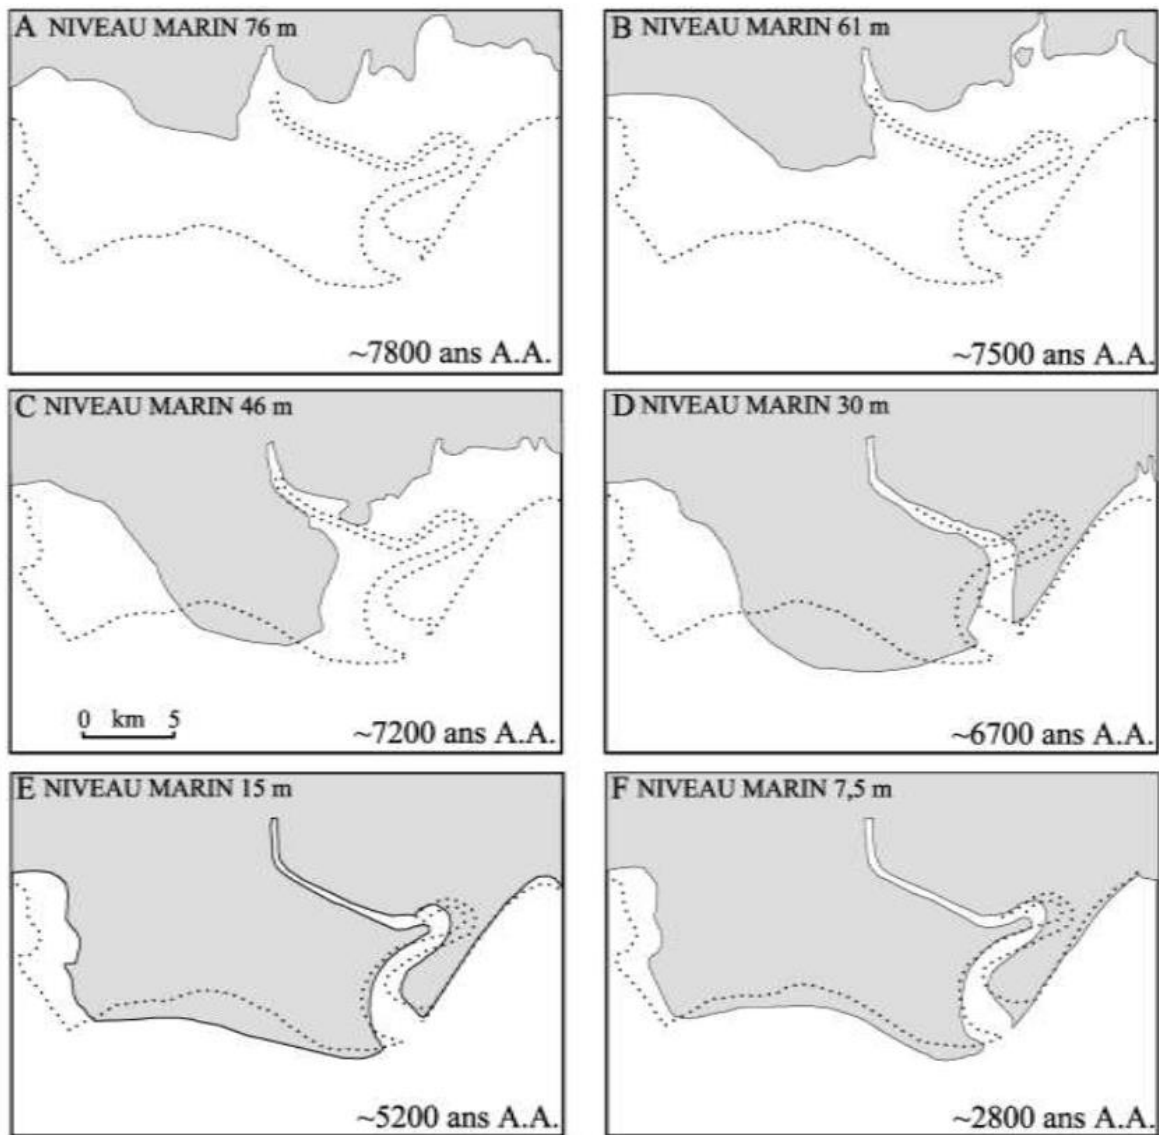 A NIVEAU MARIN 76 m
~7800 ans A.A.
B NIVEAU MARIN 61 m
~7500 ans A.A.
C NIVEAU MARIN 46 m
0 km 5
~7200 ans A.A.
D NIVEAU MARIN 30 m
~6700 ans A.A.
E NIVEAU MARIN 15 m
~5200 ans A.A.
F NIVEAU MARIN 7,5 m
~2800 ans A.A.